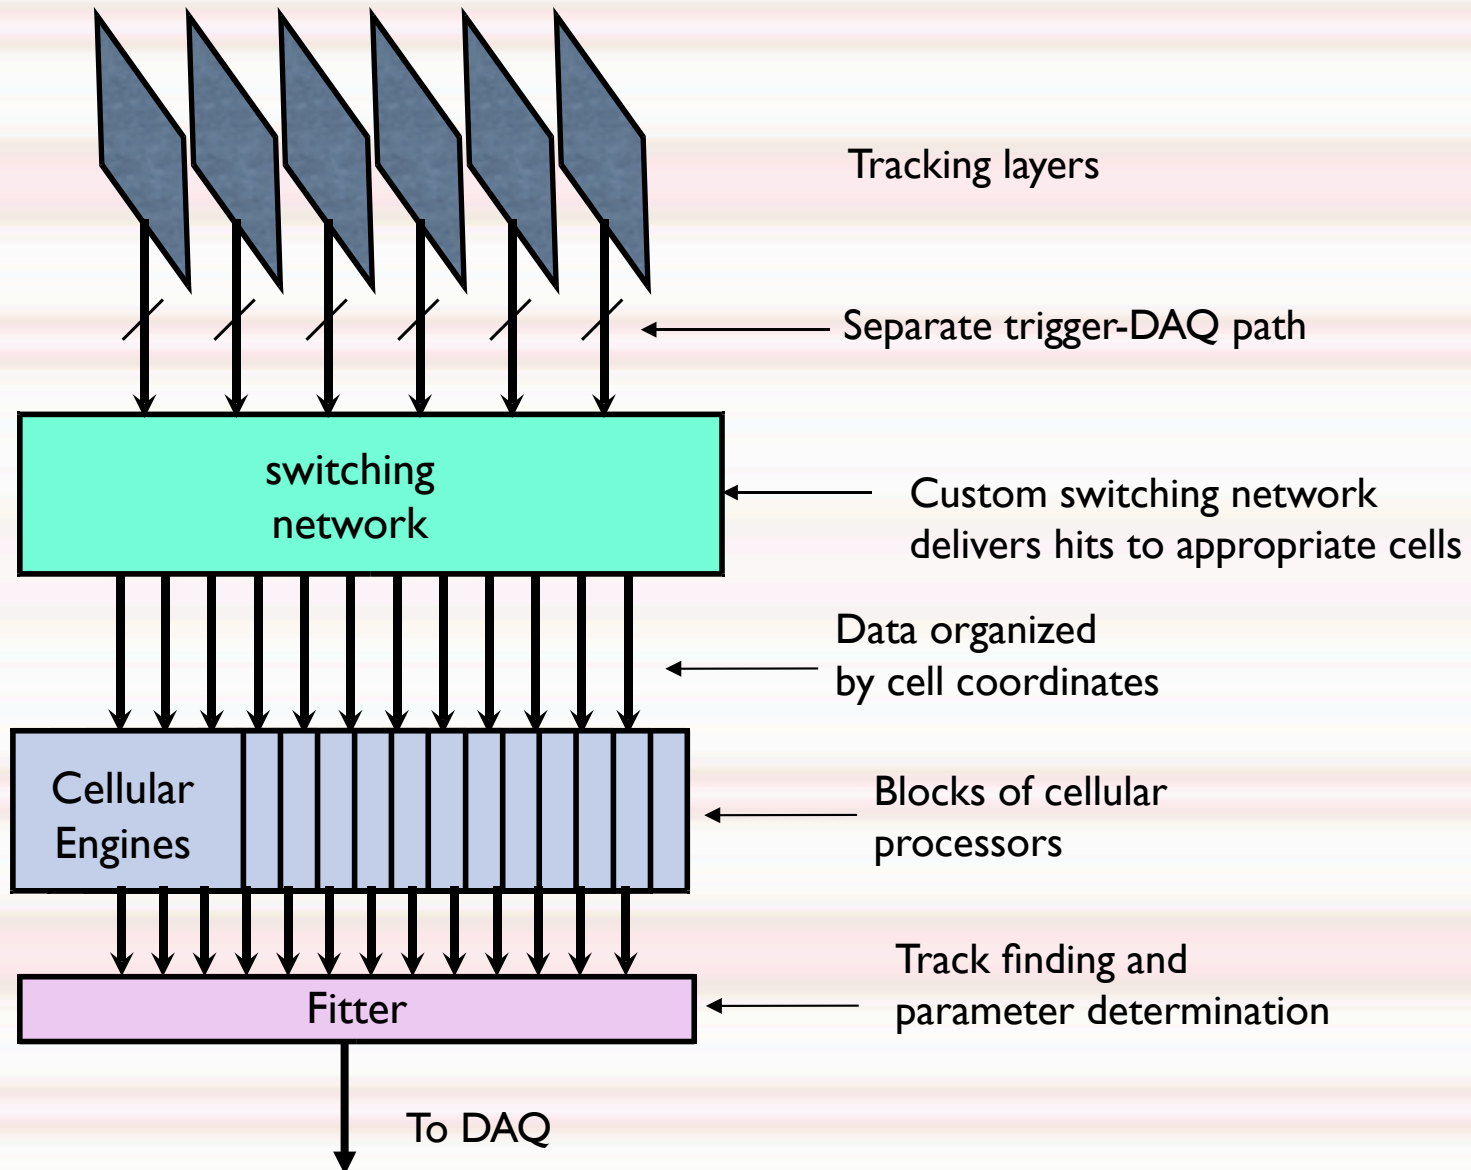 Tracking layers
Separate trigger-DAQ path
switching
network
Custom switching network
delivers hits to appropriate cells
Data organized
by cell coordinates
Cellular
Engines
Blocks of cellular
processors
Track finding and
parameter determination
Fitter
To DAQ